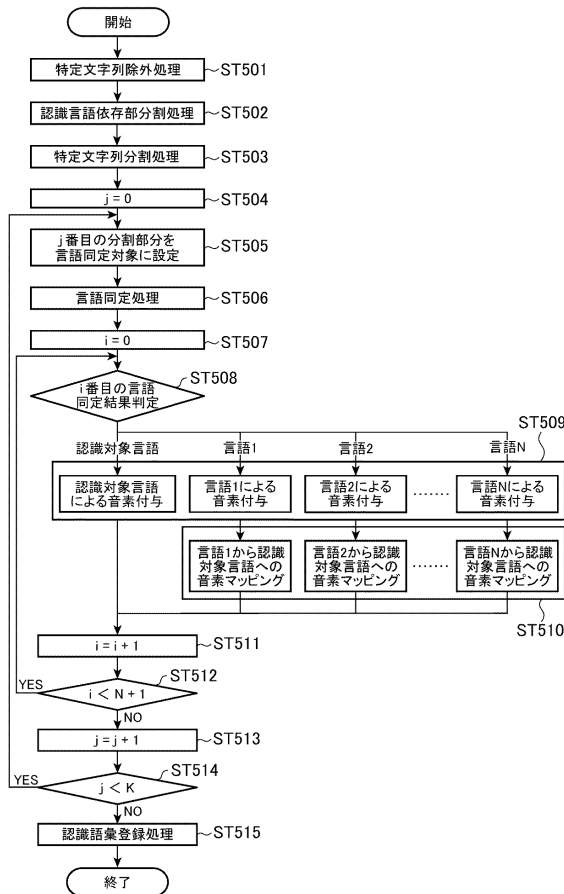 開始
特定文字列除外処理
ST501
認識言語依存部分割処理
ST502
特定文字列分割処理
ST503
j = 0
ST504
j番目の分割部分を
言語同定対象に設定
ST505
言語同定処理
ST506
i = 0
ST507
i番目の言語
同定結果判定
ST508
ST509
認識対象言語
言語1
言語2
言語N
認識対象言語
による音素付与
言語1による
音素付与
言語2による
音素付与
‥‥‥
言語Nによる
音素付与
言語1から認識
対象言語への
音素マッピング
言語2から認識
対象言語への
音素マッピング
‥‥‥
言語Nから認識
対象言語への
音素マッピング
ST510
i = i + 1
ST511
i < N + 1
ST512
YES
NO
j = j + 1
ST513
j < K
ST514
YES
NO
認識語彙登録処理
ST515
終了